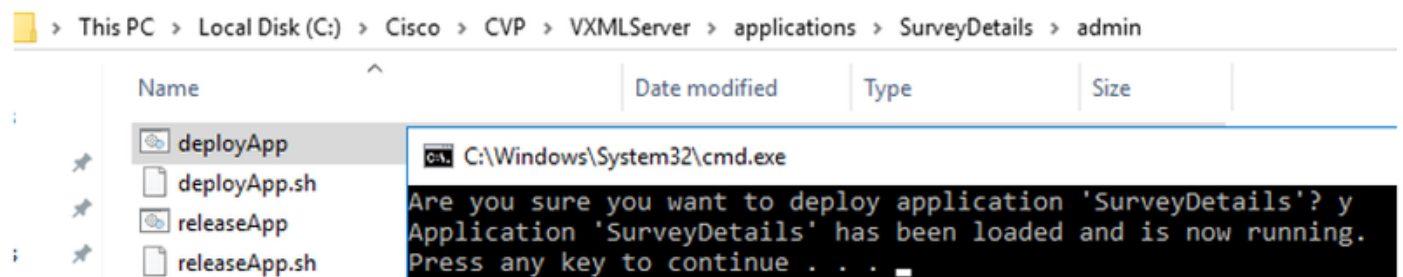 This PC > Local Disk (C:) > Cisco > CVP > VXMLServer > applications > SurveyDetails > admin
Name Date modified Type Size
deployApp
deployApp.sh
releaseApp
releaseApp.sh
C:\. C:\Windows\System32\cmd.exe
Are you sure you want to deploy application 'SurveyDetails'? y
Application 'SurveyDetails' has been loaded and is now running.
Press any key to continue . . .